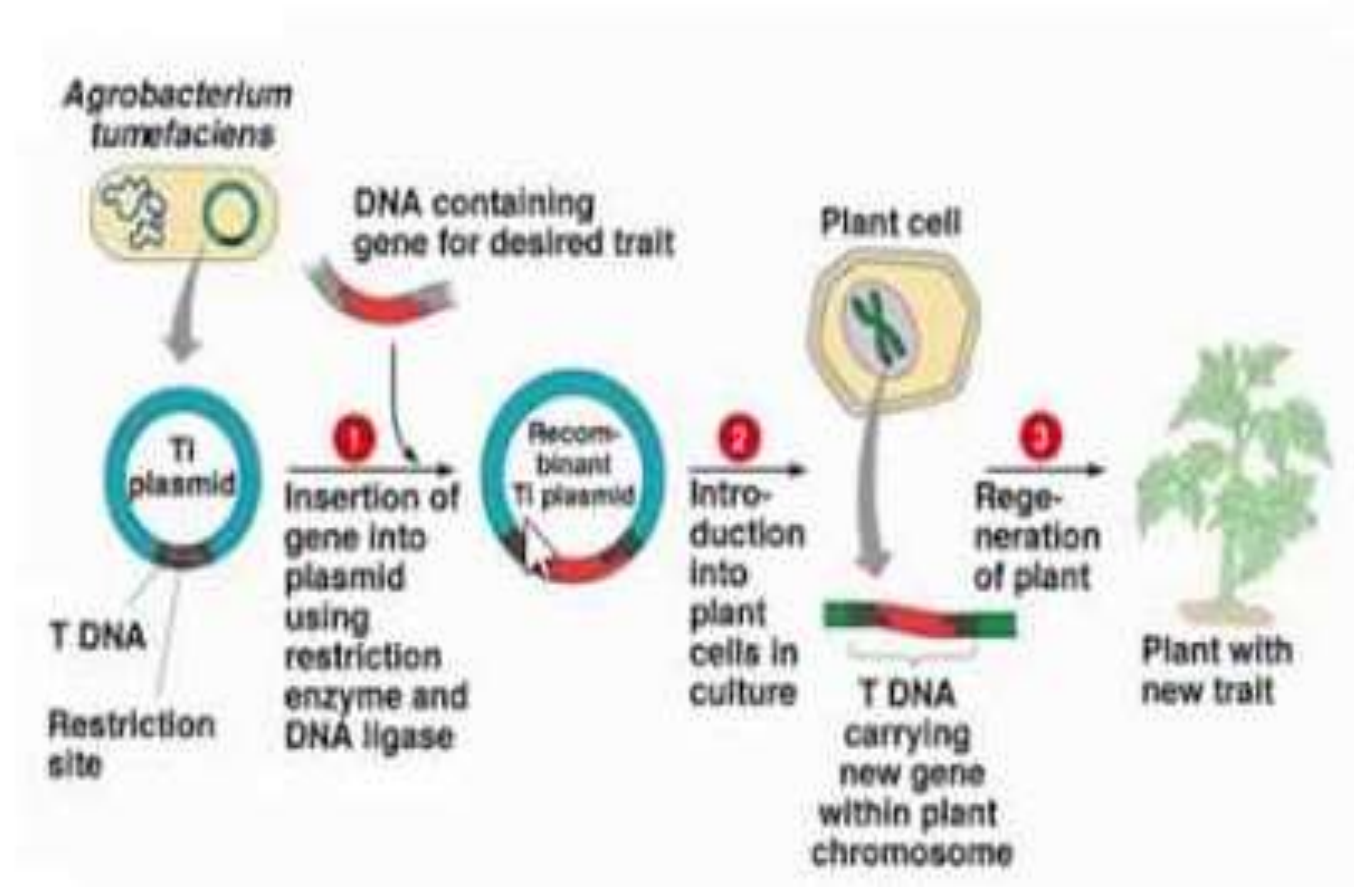 Agrobacterium
tumefaciens
DNA containing
gene for desired trait
Plant cell
TI
plasmid
1
Insertion of
gene into
plasmid
using
restriction
enzyme and
DNA ligase
T DNA
Restriction
site
Recom-
binant
TI plasmid
2
Intro-
duction
into
plant
cells in
culture
T DNA
carrying
new gene
within plant
chromosome
3
Rege-
neration
of plant
Plant with
new trait